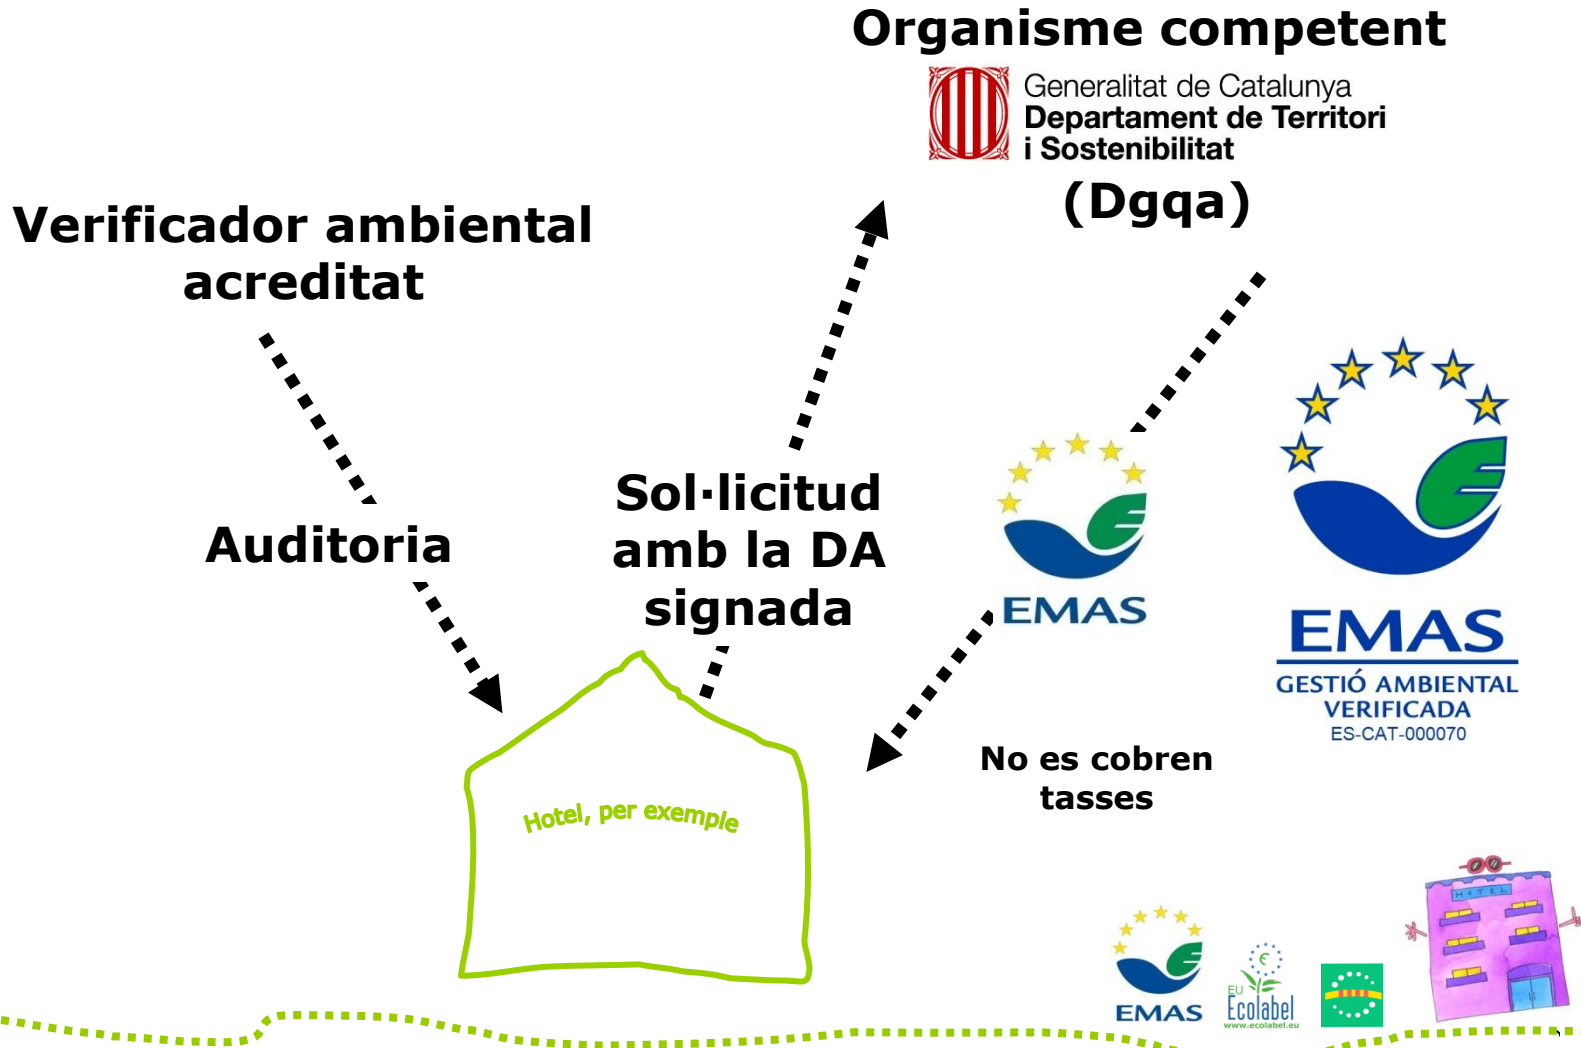 Organisme competent
Generalitat de Catalunya
Departament de Territori
i Sostenibilitat
(Dgqa)
Verificador ambiental
acreditat
Auditoria
Sol·licitud
amb la DA
signada
EMAS
EMAS
GESTIÓ AMBIENTAL
VERIFICADA
ES-CAT-000070
No es cobren
tasses
Hotel, per exemple
HOTEL
EMAS
EU
Ecolabel
www.ecolabel.eu